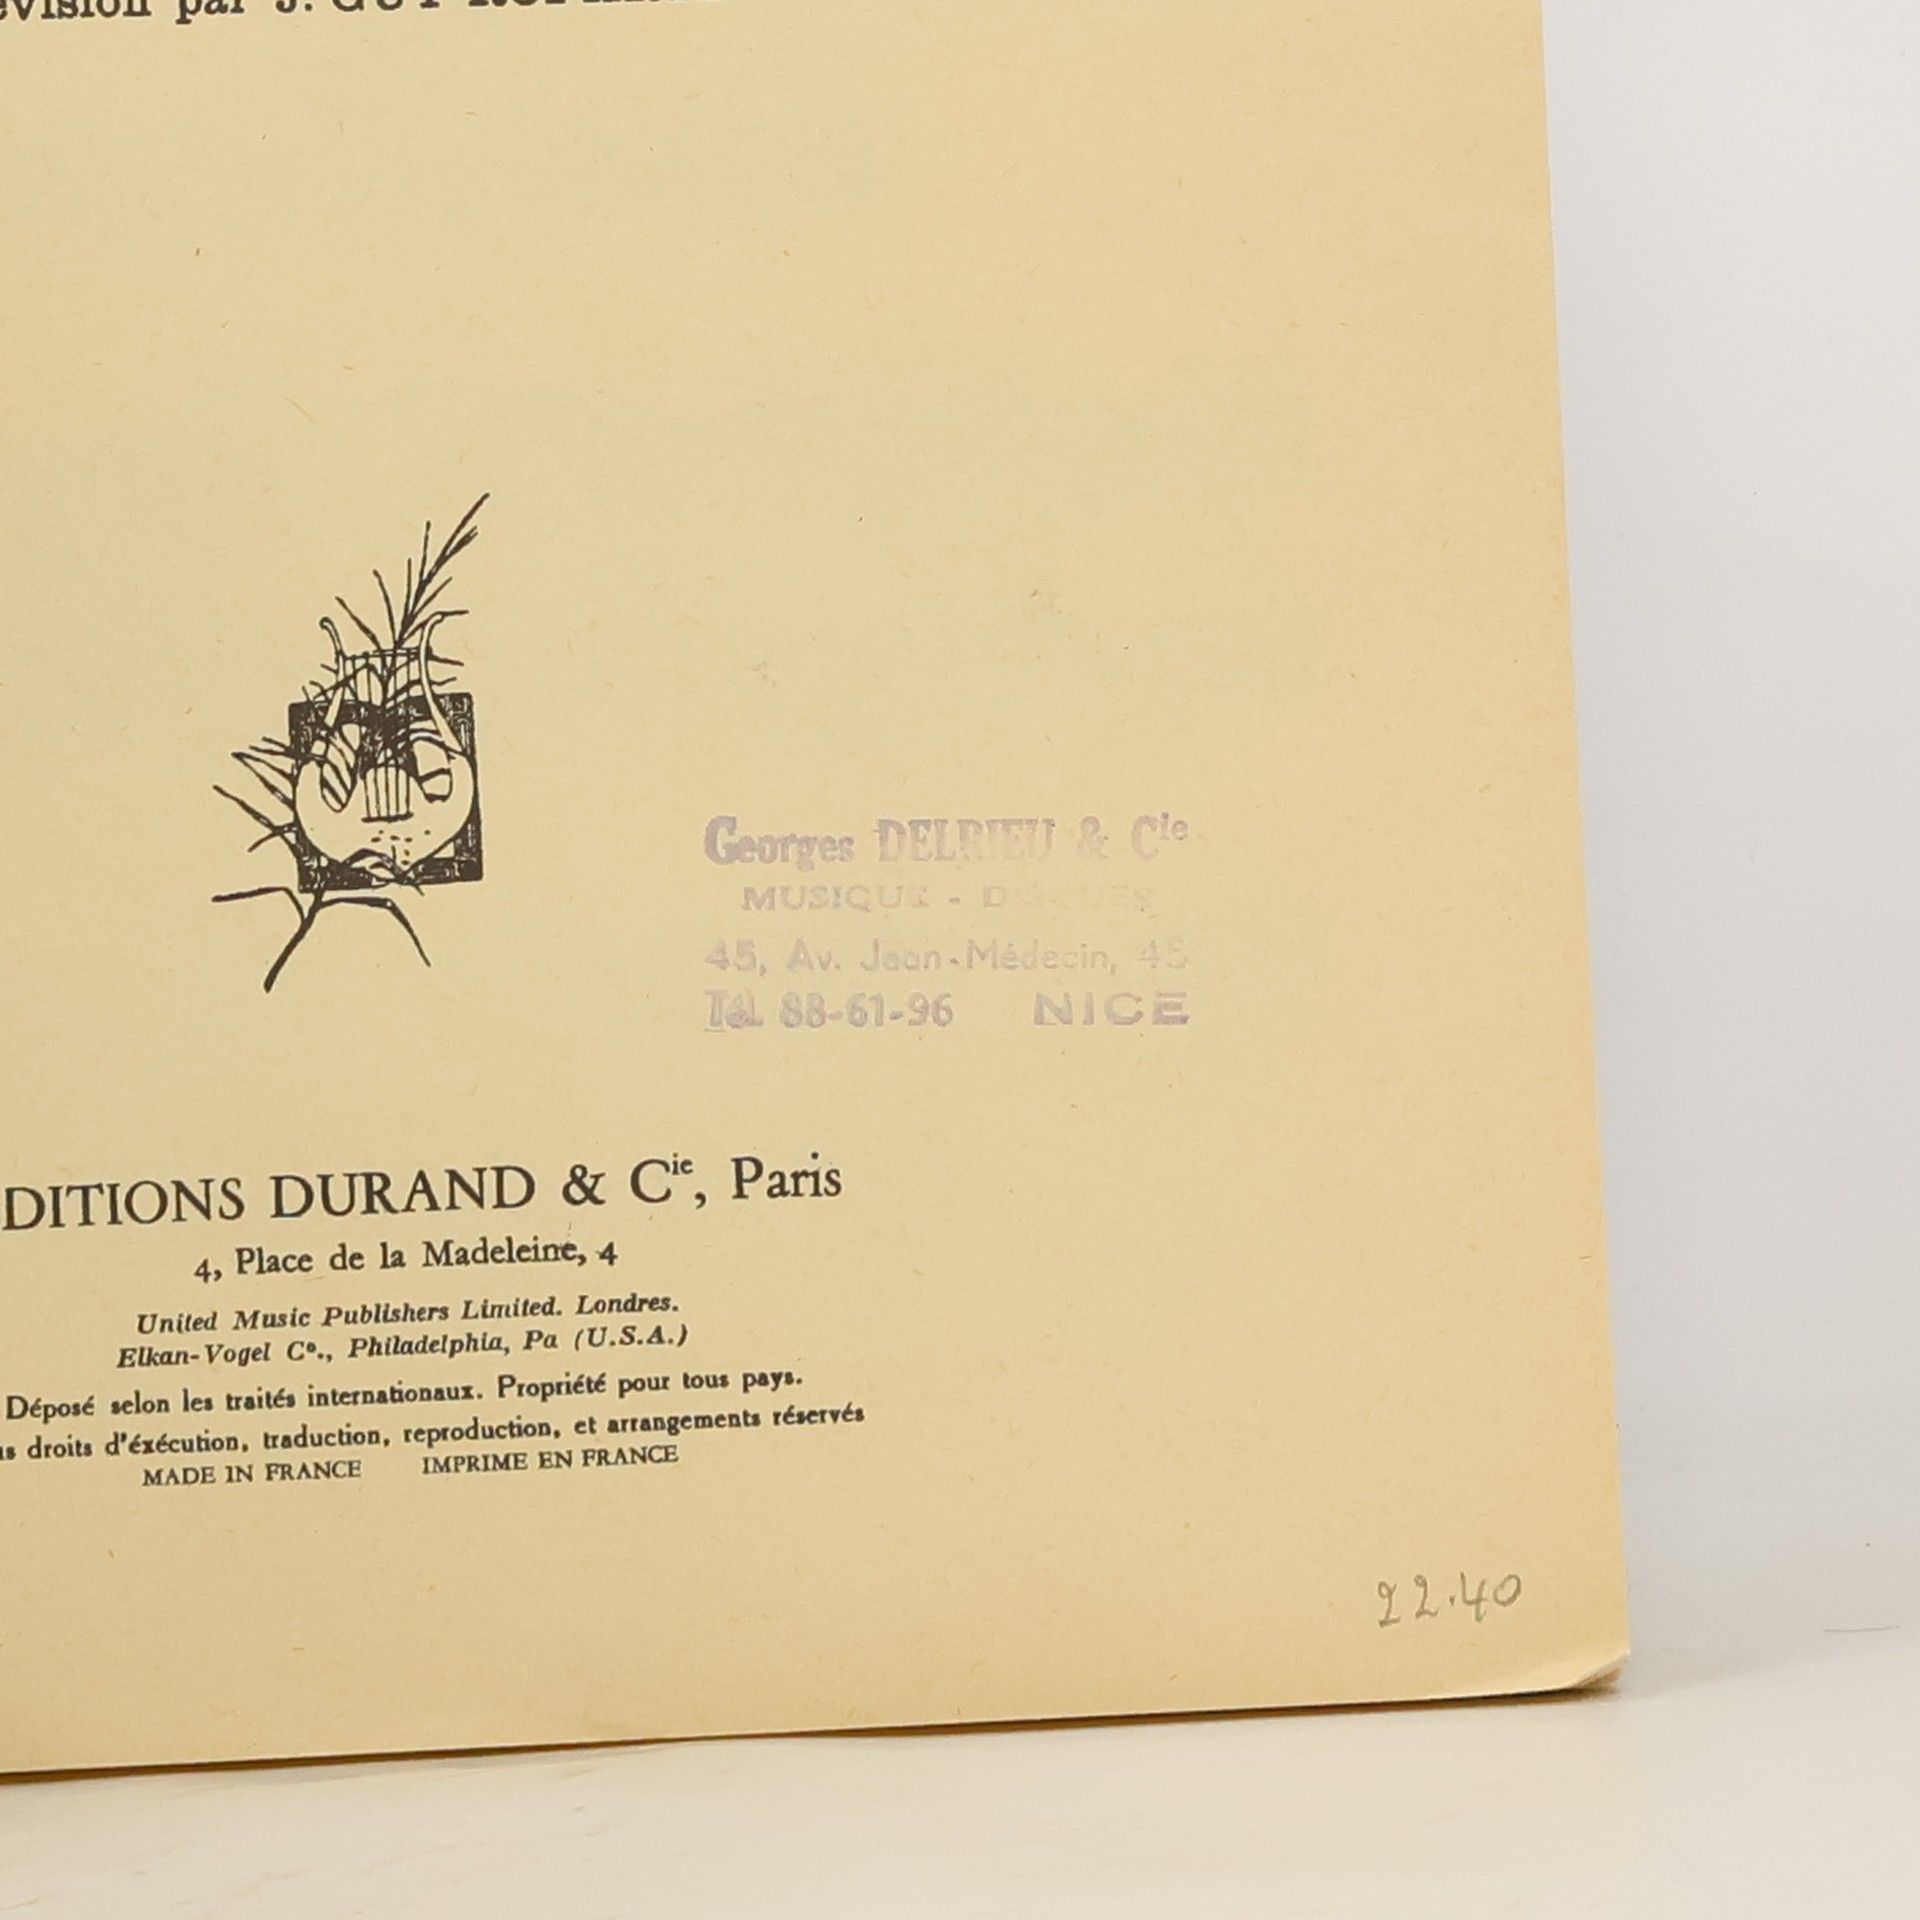 par J. GUY
Georges DELRIEU & Cie
MUSIQUE - DISQUES
45, Av. Jean-Médecin, 45
Tél. 88-61-96 NICE
DITIONS DURAND & Cie, Paris
4, Place de la Madeleine, 4
United Music Publishers Limited. Londres.
Elkan-Vogel Co., Philadelphia, Pa (U.S.A.)
Déposé selon les traités internationaux. Propriété pour tous pays.
droits d'éxécution, traduction, reproduction, et arrangements réservés
MADE IN FRANCE IMPRIME EN FRANCE
22.40